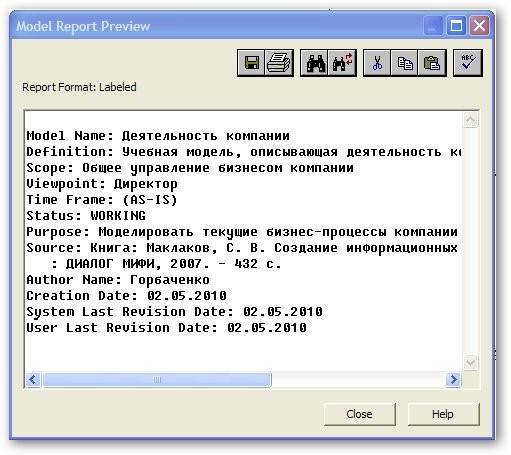 Model Report Preview
ABC
Report Format: Labeled
Model Name: Деятельность компании
Definition: Учебная модель, описывающая деятельность
Scope: Общее управление бизнесом компании
Viewpoint: Директор
Time Frame: (AS-IS)
Status: WORKING
Purpose: Моделировать текущие бизнес-процессы компании
Source: Книга: Маклаков, С. В. Создание информационных
: ДИАЛОГ МИФИ, 2007. - 432 с.
Author Name: Горбаченко
Creation Date: 02.05.2010
System Last Revision Date: 02.05.2010
User Last Revision Date: 02.05.2010
Close
Help